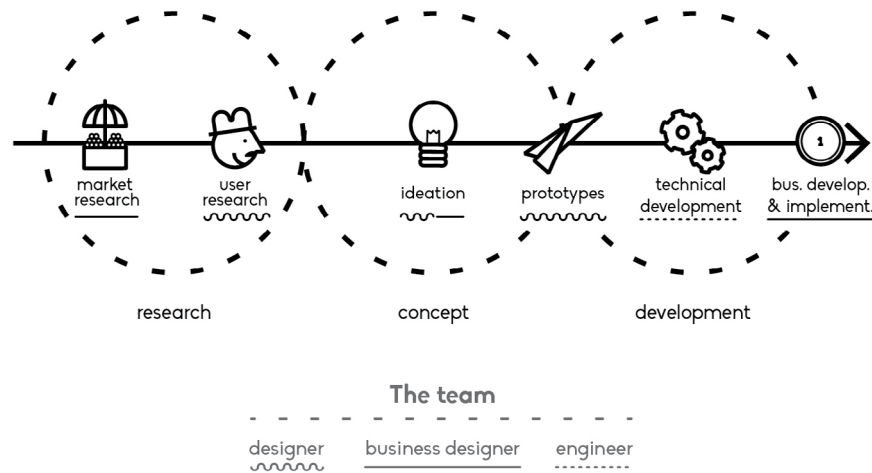 market
research
user
research
ideation
prototypes
technical
development
bus. develop.
& implement.
1
research
concept
development
The team
designer
business designer
engineer